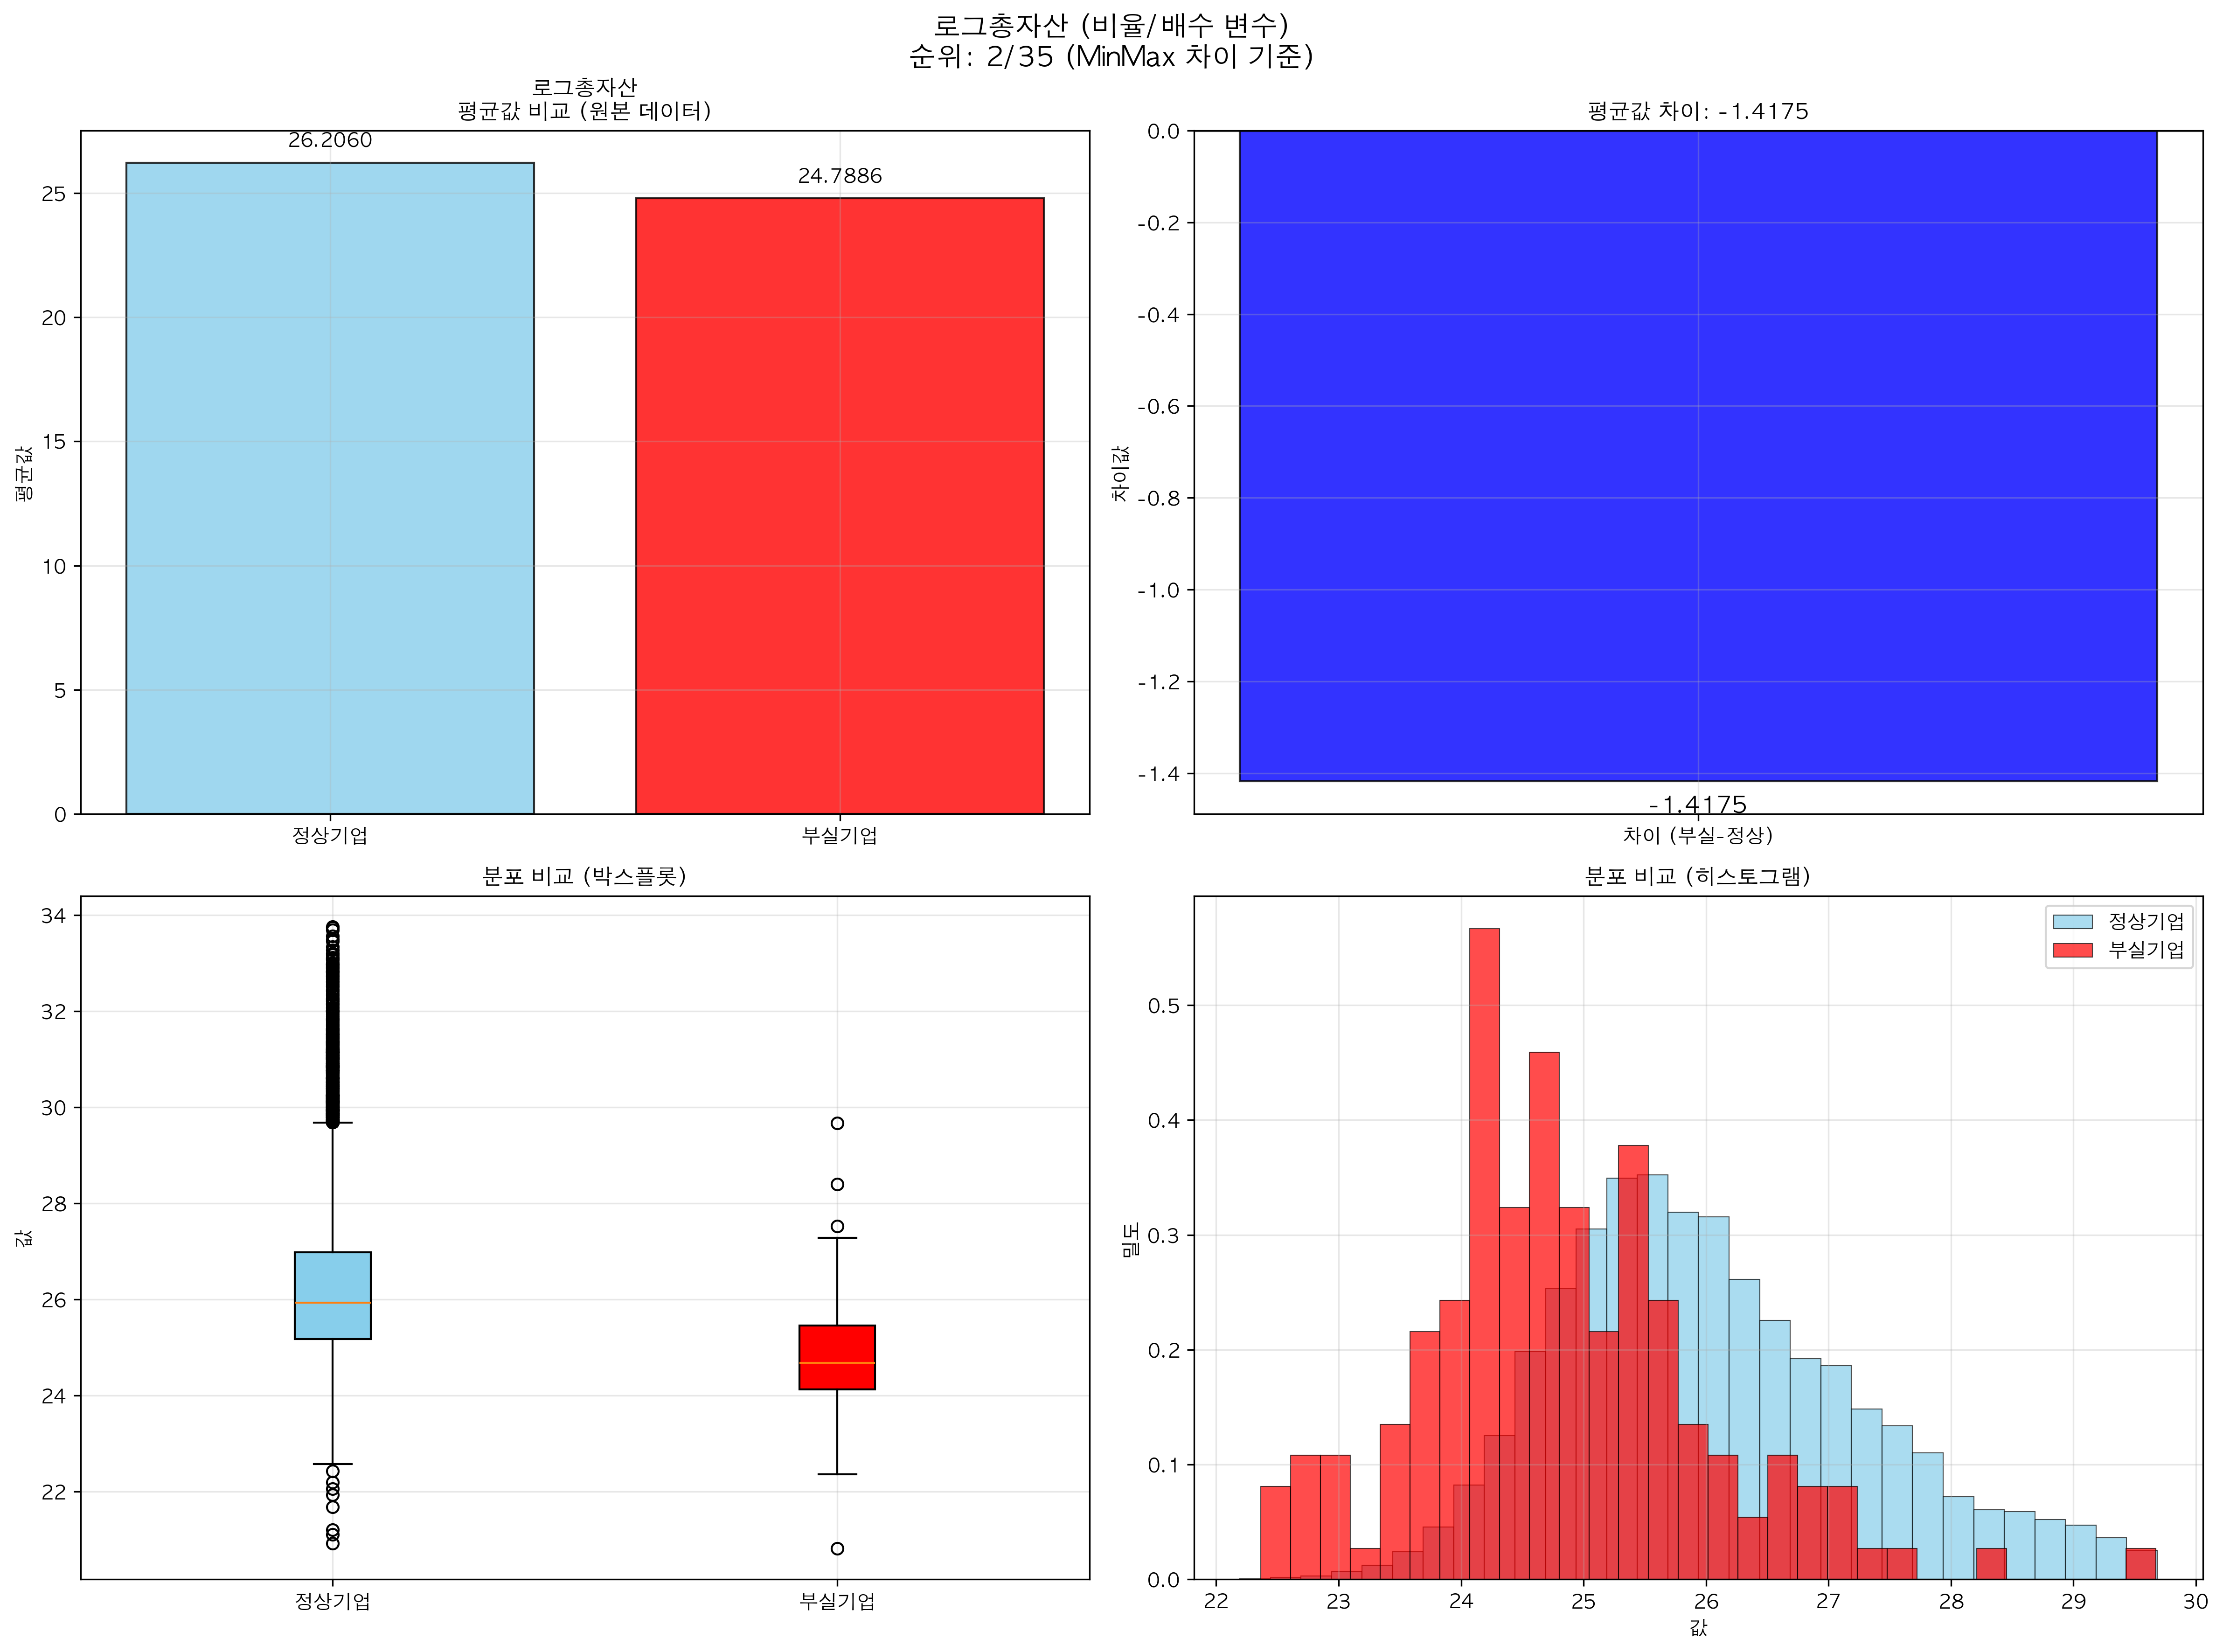 로그총자산 (비율/배수 변수)
순위: 2/35 (MinMax 차이 기준)
로그총자산
평균값 비교 (원본 데이터)
26.2060
24.7886
25
20
15
10
5
0
평균값
정상기업
부실기업
평균값 차이: -1.4175
0.0
-0.2
-0.4
-0.6
-0.8
-1.0
-1.2
-1.4
차이값
-1.4175
차이 (부실-정상)
분포 비교 (박스플롯)
34
32
30
28
26
24
22
값
정상기업
부실기업
분포 비교 (히스토그램)
정상기업
부실기업
0.5
0.4
0.3
0.2
0.1
0.0
밀도
22 23 24 25 26 27 28 29 30
값